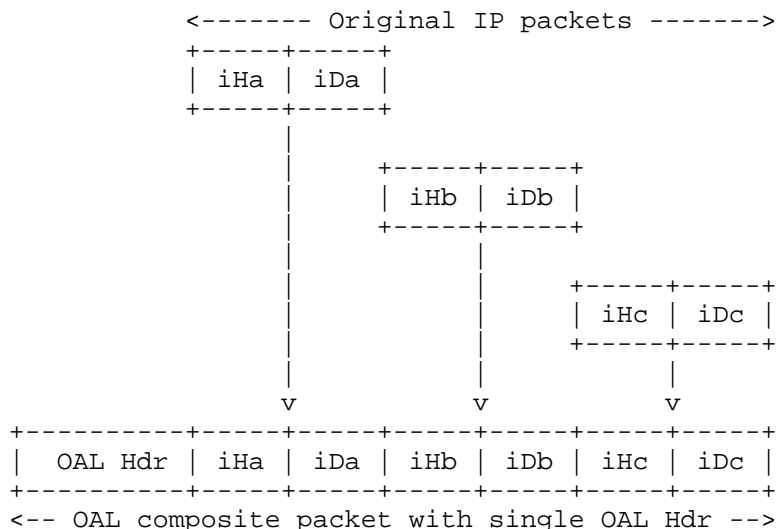 <------- Original IP packets ------->
+-----+-----+
| iHa | iDa |
+-----+-----+
|
| +-----+-----+
| | iHb | iDb |
| +-----+-----+
| |
| | +-----+-----+
| | | iHc | iDc |
| | +-----+-----+
| | |
v v v
+----------+-----+-----+-----+-----+-----+-----+
| OAL Hdr | iHa | iDa | iHb | iDb | iHc | iDc |
+----------+-----+-----+-----+-----+-----+-----+
<-- OAL composite packet with single OAL Hdr -->